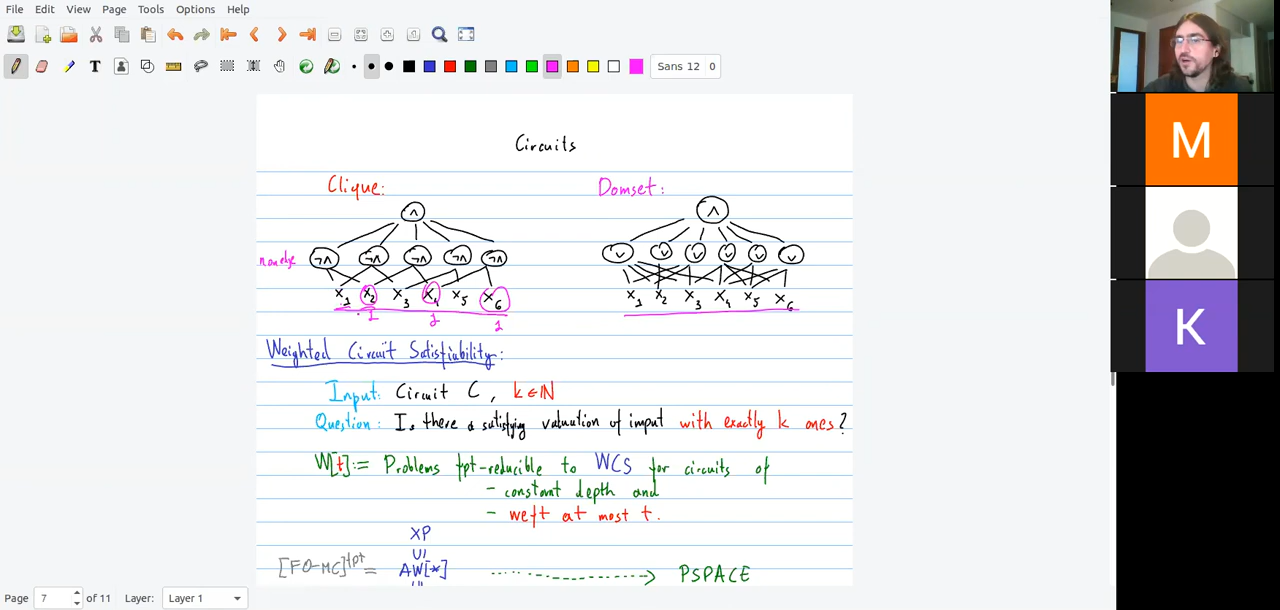 File Edit View Page Tools Options Help
Sans 12 0
M
K
Circuits
Clique: Domset:
∧ ∧
¬∧ ¬∧ ¬∧ ¬∧ ¬∧ ∨ ∨ ∨ ∨ ∨ ∨
x1 x2 x3 x4 x5 x6 x1 x2 x3 x4 x5 x6
1 1 1
Weighted Circuit Satisfiability:
Input: Circuit C, k∈ℕ
Question: Is there a satisfying valuation of input with exactly k ones?
W[t]:= Problems fpt-reducible to WCS for circuits of
- constant depth and
- weft at most t.
XP
UI
[FO-MC]^fpt = AW[*] PSPACE
Page 7 of 11 Layer: Layer 1